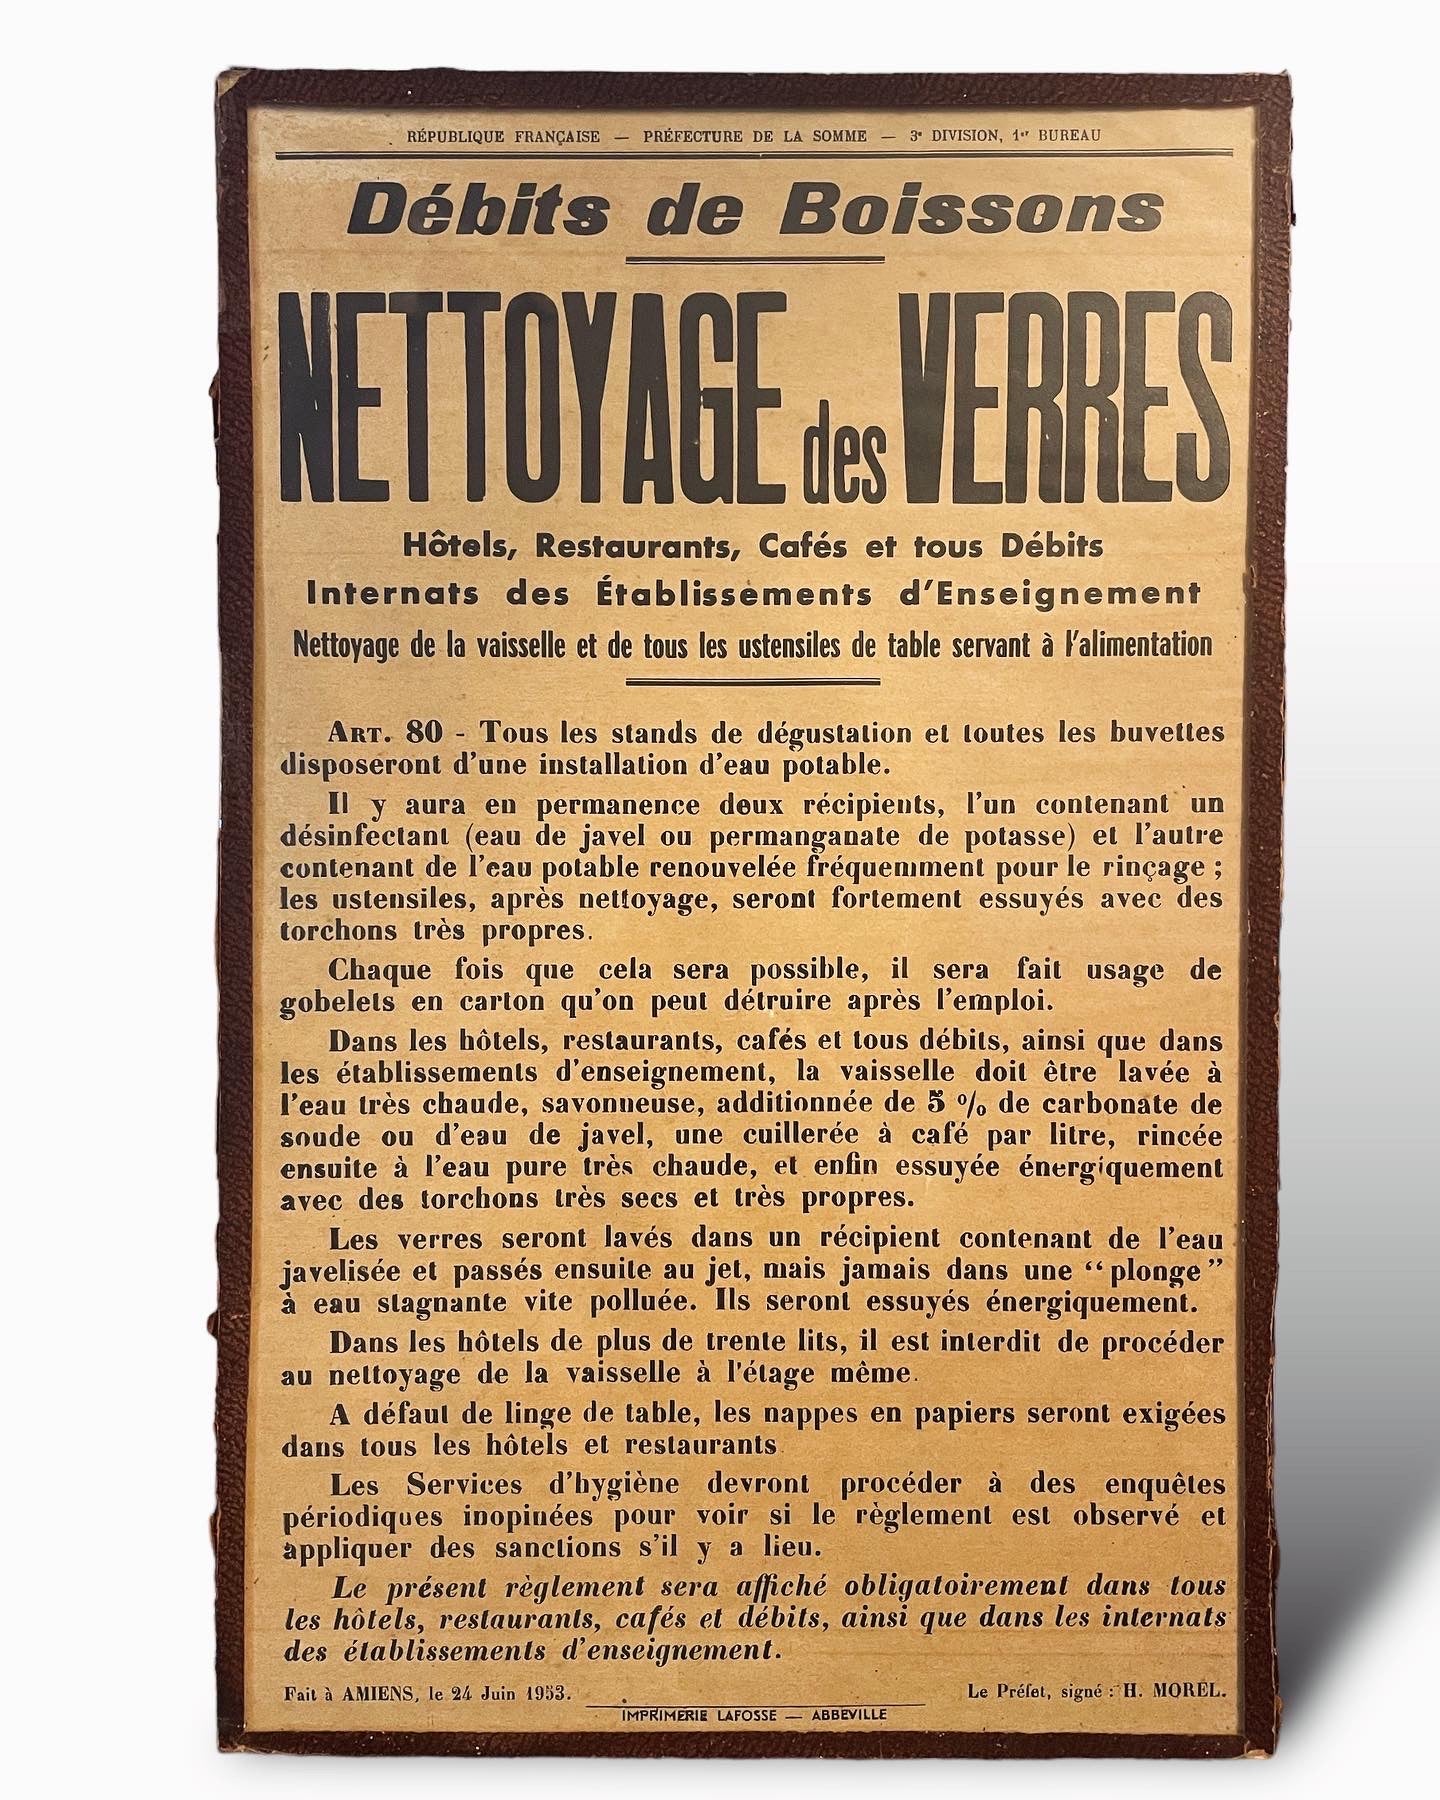 RÉPUBLIQUE FRANÇAISE — PRÉFECTURE DE LA SOMME — 3e DIVISION, 1er BUREAU
Débits de Boissons
NETTOYAGE des VERRES
Hôtels, Restaurants, Cafés et tous Débits
Internats des Établissements d'Enseignement
Nettoyage de la vaisselle et de tous les ustensiles de table servant à l'alimentation
ART. 80 - Tous les stands de dégustation et toutes les buvettes
disposeront d'une installation d'eau potable.
Il y aura en permanence deux récipients, l'un contenant un
désinfectant (eau de javel ou permanganate de potasse) et l'autre
contenant de l'eau potable renouvelée fréquemment pour le rinçage ;
les ustensiles, après nettoyage, seront fortement essuyés avec des
torchons très propres.
Chaque fois que cela sera possible, il sera fait usage de
gobelets en carton qu'on peut détruire après l'emploi.
Dans les hôtels, restaurants, cafés et tous débits, ainsi que dans
les établissements d'enseignement, la vaisselle doit être lavée à
l'eau très chaude, savonneuse, additionnée de 5 % de carbonate de
soude ou d'eau de javel, une cuillerée à café par litre, rincée
ensuite à l'eau pure très chaude, et enfin essuyée énergiquement
avec des torchons très secs et très propres.
Les verres seront lavés dans un récipient contenant de l'eau
javelisée et passés ensuite au jet, mais jamais dans une “ plonge ”
à eau stagnante vite polluée. Ils seront essuyés énergiquement.
Dans les hôtels de plus de trente lits, il est interdit de procéder
au nettoyage de la vaisselle à l'étage même.
A défaut de linge de table, les nappes en papiers seront exigées
dans tous les hôtels et restaurants.
Les Services d'hygiène devront procéder à des enquêtes
périodiques inopinées pour voir si le règlement est observé et
appliquer des sanctions s'il y a lieu.
Le présent règlement sera affiché obligatoirement dans tous
les hôtels, restaurants, cafés et débits, ainsi que dans les internats
des établissements d'enseignement.
Fait à AMIENS, le 24 Juin 1953. Le Préfet, signé : H. MOREL.
IMPRIMERIE LAFOSSE — ABBEVILLE